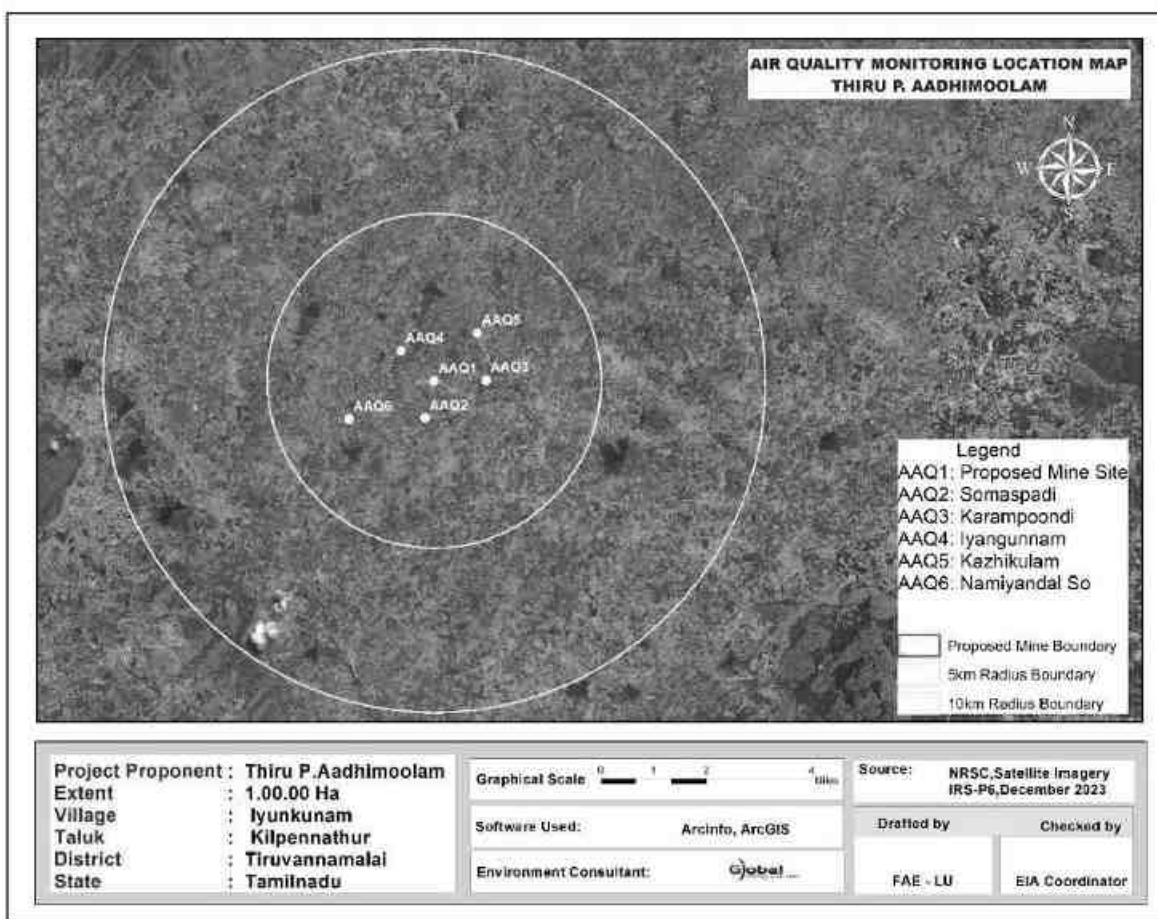 AIR QUALITY MONITORING LOCATION MAP
THIRU P. AADHIMOOLAM
N
W E
S
AAQ5
AAQ4
AAQ1
AAQ3
AAQ6
AAQ2
Legend
AAQ1: Proposed Mine Site
AAQ2: Somaspadi
AAQ3: Karampoondi
AAQ4: Iyangunnam
AAQ5: Kazhikulam
AAQ6: Namiyandal So
Proposed Mine Boundary
5km Radius Boundary
10km Radius Boundary
Project Proponent : Thiru P.Aadhimoolam
Extent : 1.00.00 Ha
Village : Iyunkunam
Taluk : Kilpennathur
District : Tiruvannamalai
State : Tamilnadu
Graphical Scale 0 1 2 4
Software Used: Arcinfo, ArcGIS
Environment Consultant: Global
Source: NRSC,Satellite Imagery
IRS-P6,December 2023
Drafted by Checked by
FAE - LU EIA Coordinator